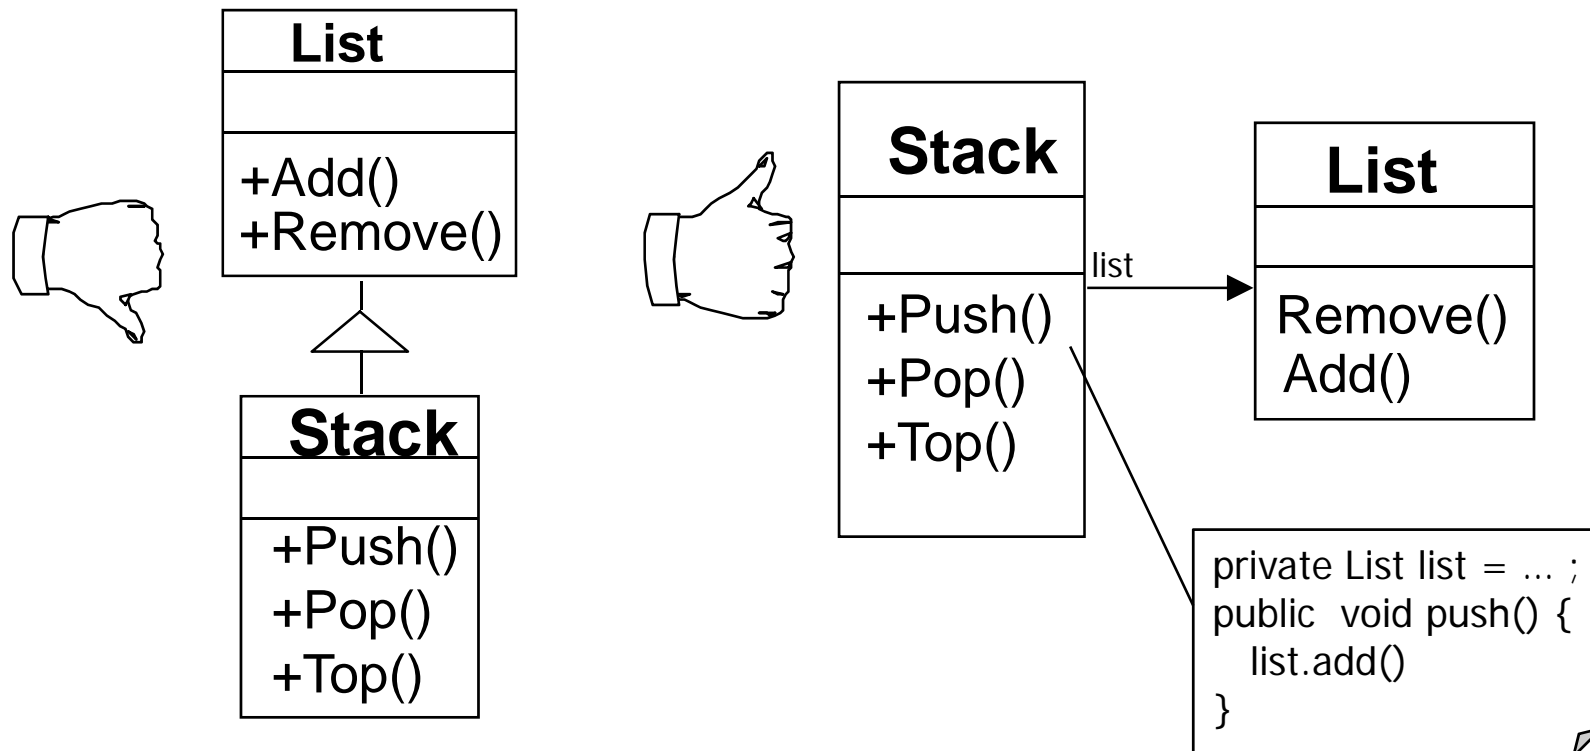 List
+Add()
+Remove()
Stack
+Push()
+Pop()
+Top()
Stack
+Push()
+Pop()
+Top()
list
List
Remove()
Add()
private List list = ... ;
public void push() {
list.add()
}